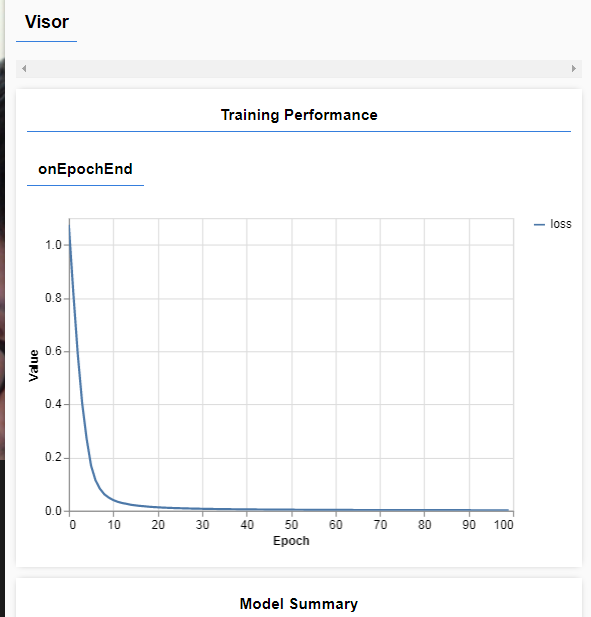 Visor
Training Performance
onEpochEnd
loss
1.0
0.8
0.6
0.4
0.2
0.0
Value
0 10 20 30 40 50 60 70 80 90 100
Epoch
Model Summary